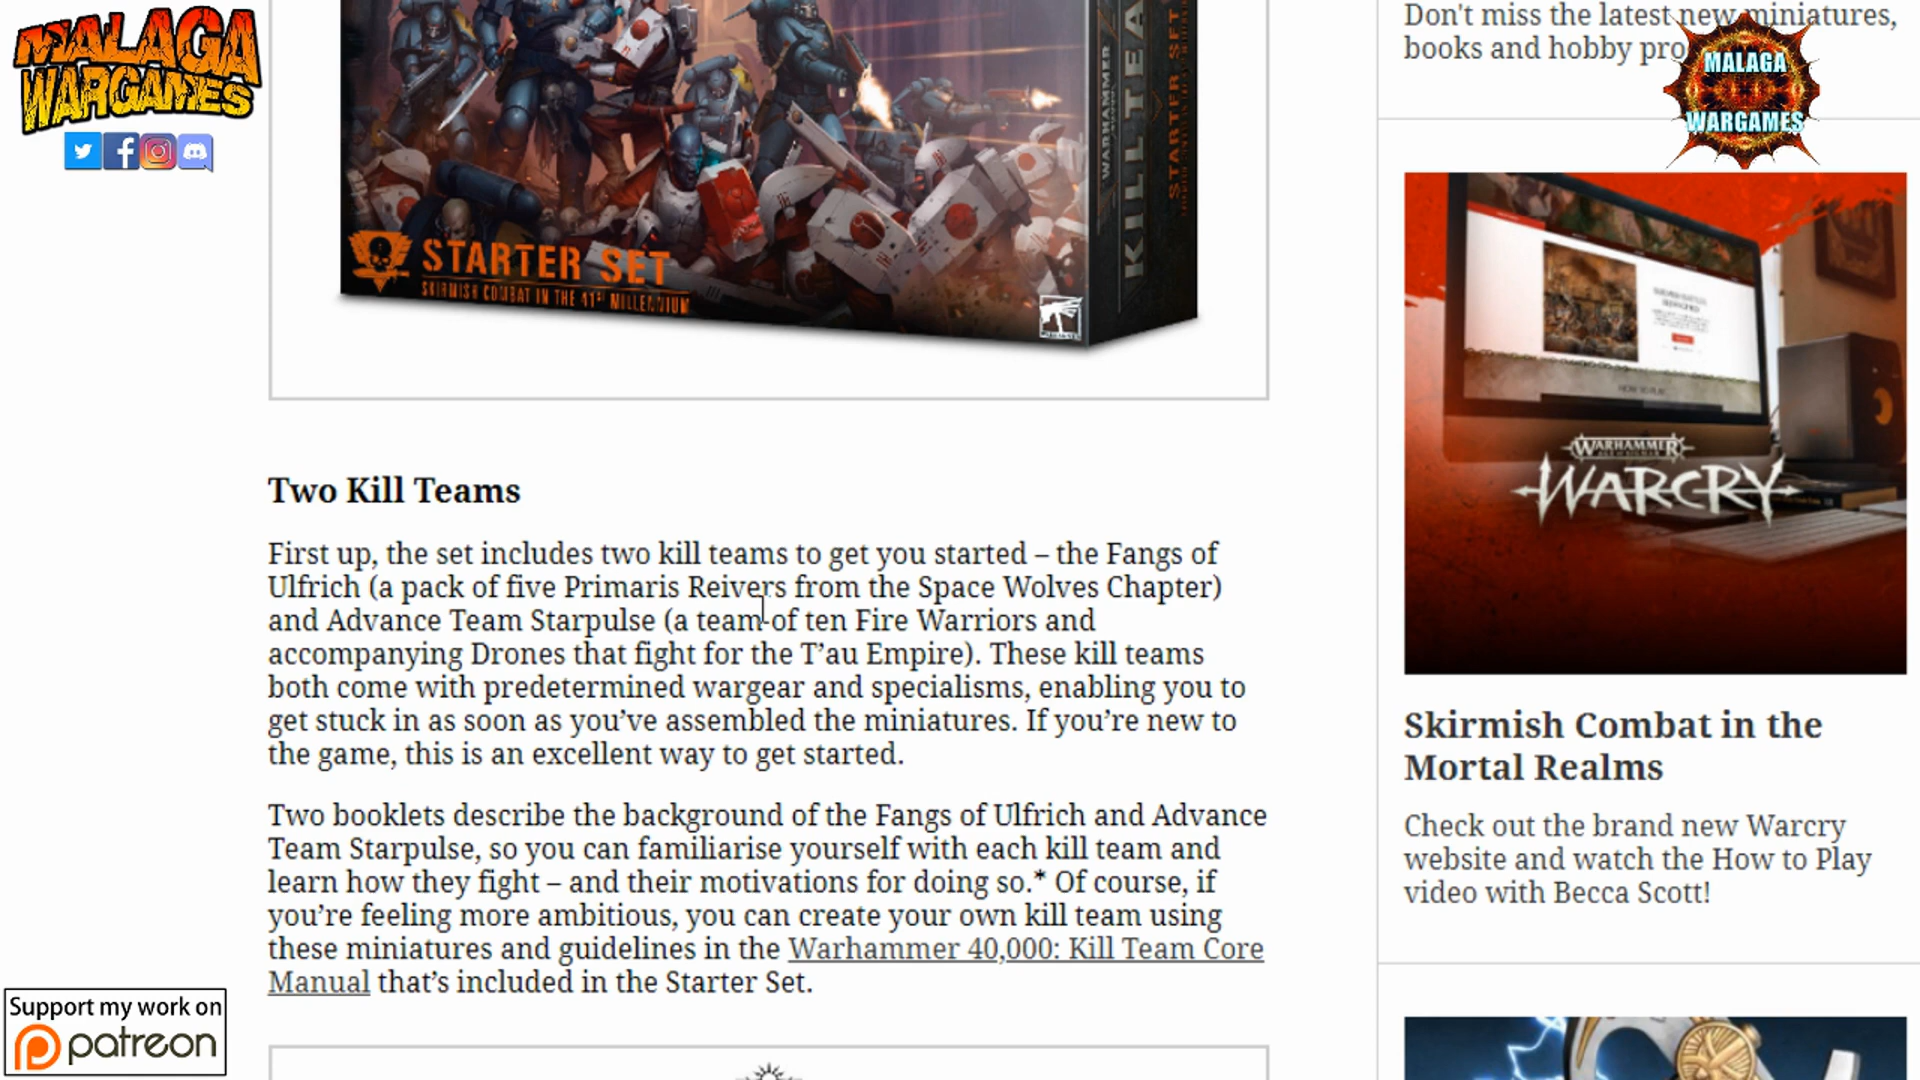 MALAGA
WARGAMES
WARHAMMER
KILL TEA
STARTER SET
STARTER SET
SKIRMISH COMBAT IN THE 41ST MILLENNIUM
Two Kill Teams
First up, the set includes two kill teams to get you started – the Fangs of
Ulfrich (a pack of five Primaris Reivers from the Space Wolves Chapter)
and Advance Team Starpulse (a team of ten Fire Warriors and
accompanying Drones that fight for the T’au Empire). These kill teams
both come with predetermined wargear and specialisms, enabling you to
get stuck in as soon as you’ve assembled the miniatures. If you’re new to
the game, this is an excellent way to get started.
Two booklets describe the background of the Fangs of Ulfrich and Advance
Team Starpulse, so you can familiarise yourself with each kill team and
learn how they fight – and their motivations for doing so.* Of course, if
you’re feeling more ambitious, you can create your own kill team using
these miniatures and guidelines in the Warhammer 40,000: Kill Team Core
Manual that’s included in the Starter Set.
Support my work on
patreon
Don't miss the latest new miniatures,
books and hobby pro
MALAGA
WARGAMES
WARHAMMER
WARCRY
Skirmish Combat in the
Mortal Realms
Check out the brand new Warcry
website and watch the How to Play
video with Becca Scott!